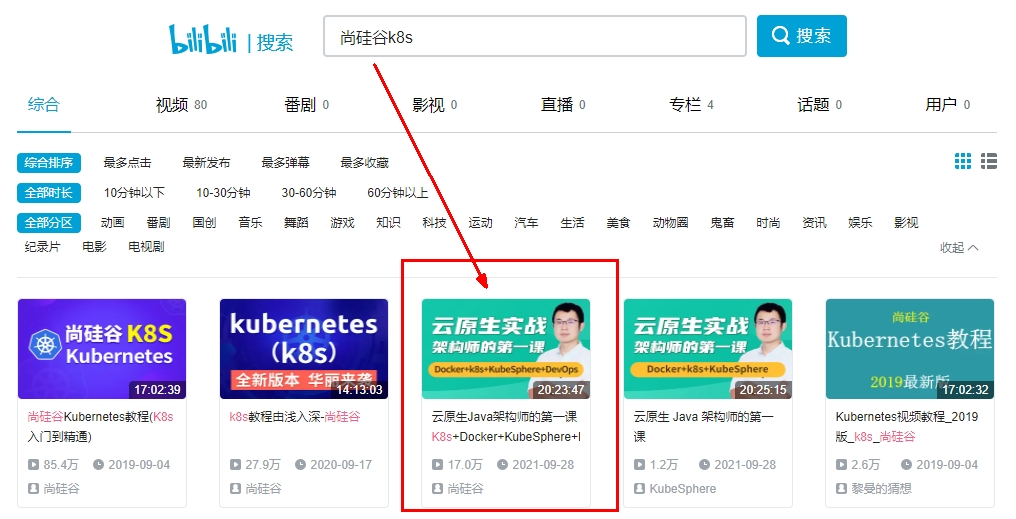 bilibili | 搜索
尚硅谷k8s
搜索
综合 视频 80 番剧 0 影视 0 直播 0 专栏 4 话题 0 用户 0
综合排序 最多点击 最新发布 最多弹幕 最多收藏
全部时长 10分钟以下 10-30分钟 30-60分钟 60分钟以上
全部分区 动画 番剧 国创 音乐 舞蹈 游戏 知识 科技 运动 汽车 生活 美食 动物圈 鬼畜 时尚 资讯 娱乐 影视
纪录片 电影 电视剧 收起
尚硅谷 K8S
Kubernetes
17:02:39
尚硅谷Kubernetes教程(K8s
入门到精通)
85.4万 2019-09-04
尚硅谷
kubernetes
（k8s）
全新版本 华丽来袭
14:13:03
k8s教程由浅入深-尚硅谷
27.9万 2020-09-17
尚硅谷
云原生实战
架构师的第一课
Docker+k8s+KubeSphere+DevOps
20:23:47
云原生Java架构师的第一课
K8s+Docker+KubeSphere+
17.0万 2021-09-28
尚硅谷
云原生实战
架构师的第一课
Docker+k8s+KubeSphere
20:25:15
云原生 Java 架构师的第一
课
1.2万 2021-09-28
KubeSphere
尚硅谷
Kubernetes教程
2019最新版
17:02:32
Kubernetes视频教程_2019
版_k8s_尚硅谷
2.6万 2019-09-04
黎曼的猜想